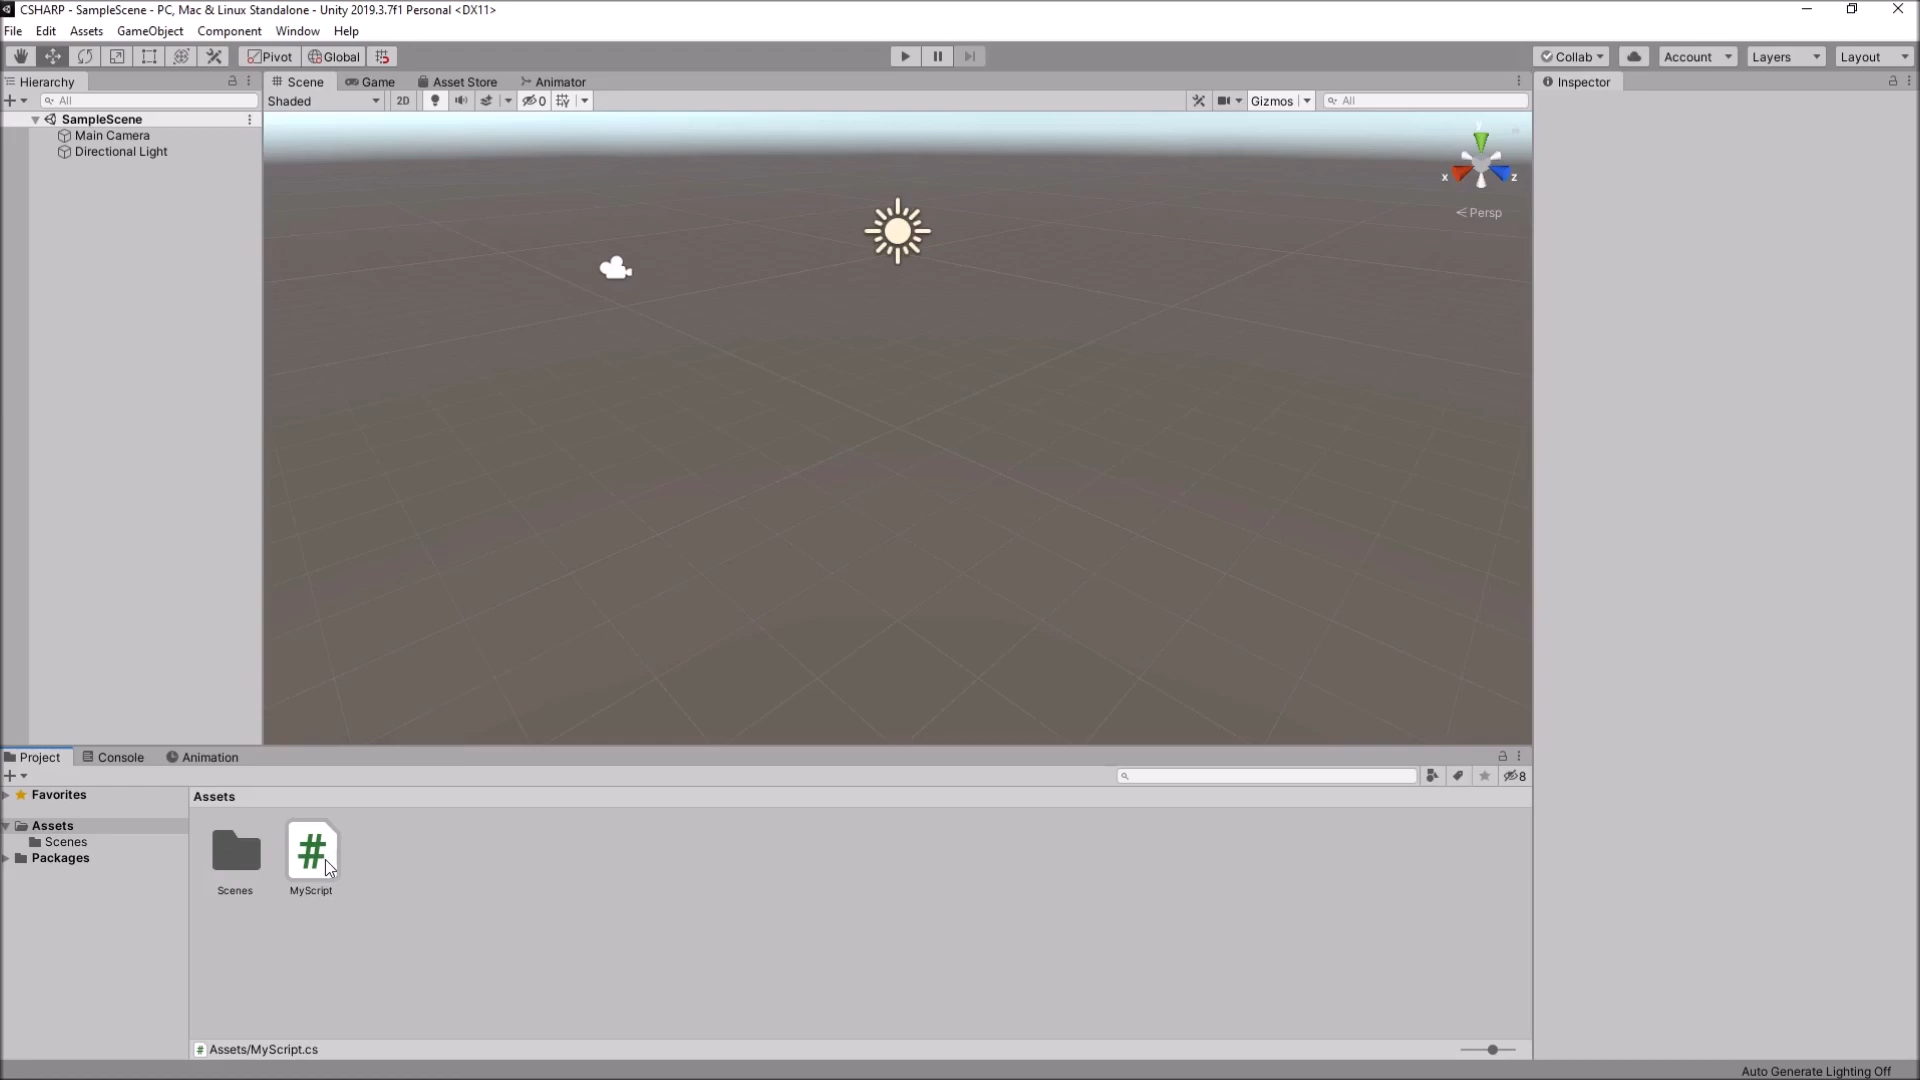 CSHARP - SampleScene - PC, Mac & Linux Standalone - Unity 2019.3.7f1 Personal <DX11>
File Edit Assets GameObject Component Window Help
Pivot Global Collab Account Layers Layout
Hierarchy Scene Game Asset Store Animator Inspector
All Shaded 2D 0 Gizmos All
SampleScene
Main Camera
Directional Light
y
x z
Persp
Project Console Animation
8
Favorites Assets
Assets
Scenes
Packages
Scenes MyScript
Assets/MyScript.cs
Auto Generate Lighting Off